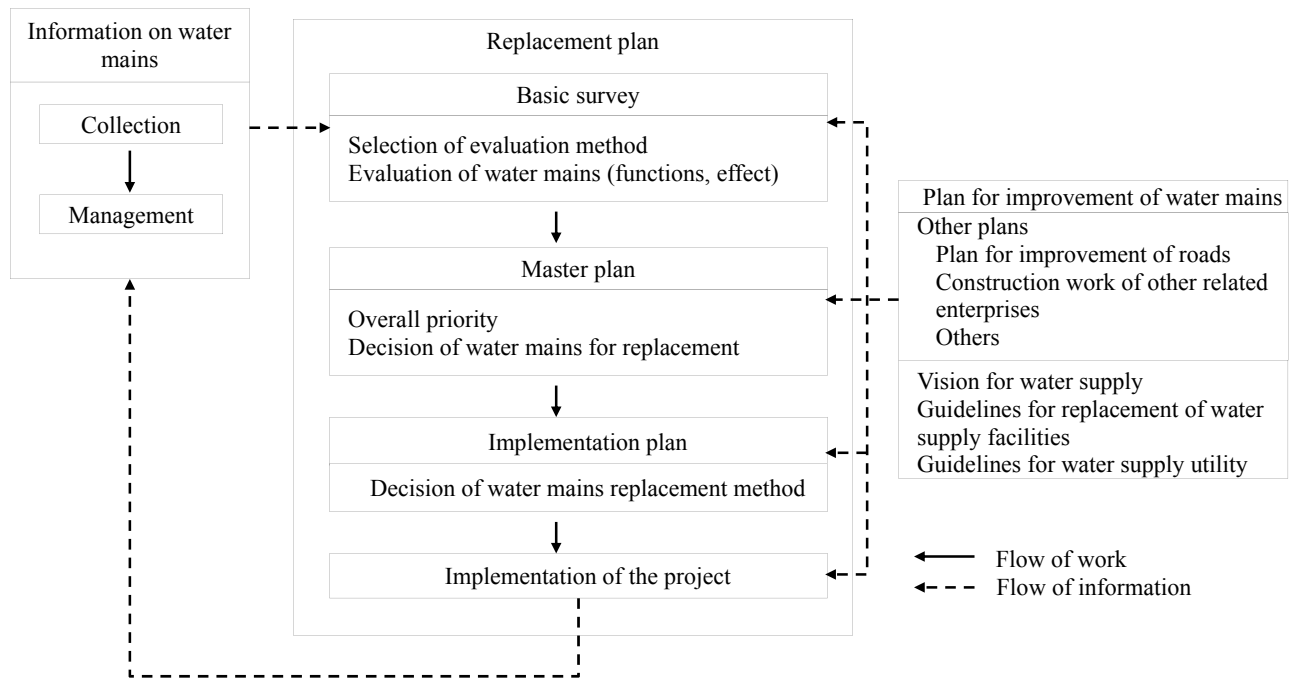 Information on water
mains
Collection
Management
Replacement plan
Basic survey
Selection of evaluation method
Evaluation of water mains (functions, effect)
Master plan
Overall priority
Decision of water mains for replacement
Implementation plan
Decision of water mains replacement method
Implementation of the project
Plan for improvement of water mains
Other plans
Plan for improvement of roads
Construction work of other related
enterprises
Others
Vision for water supply
Guidelines for replacement of water
supply facilities
Guidelines for water supply utility
Flow of work
Flow of information